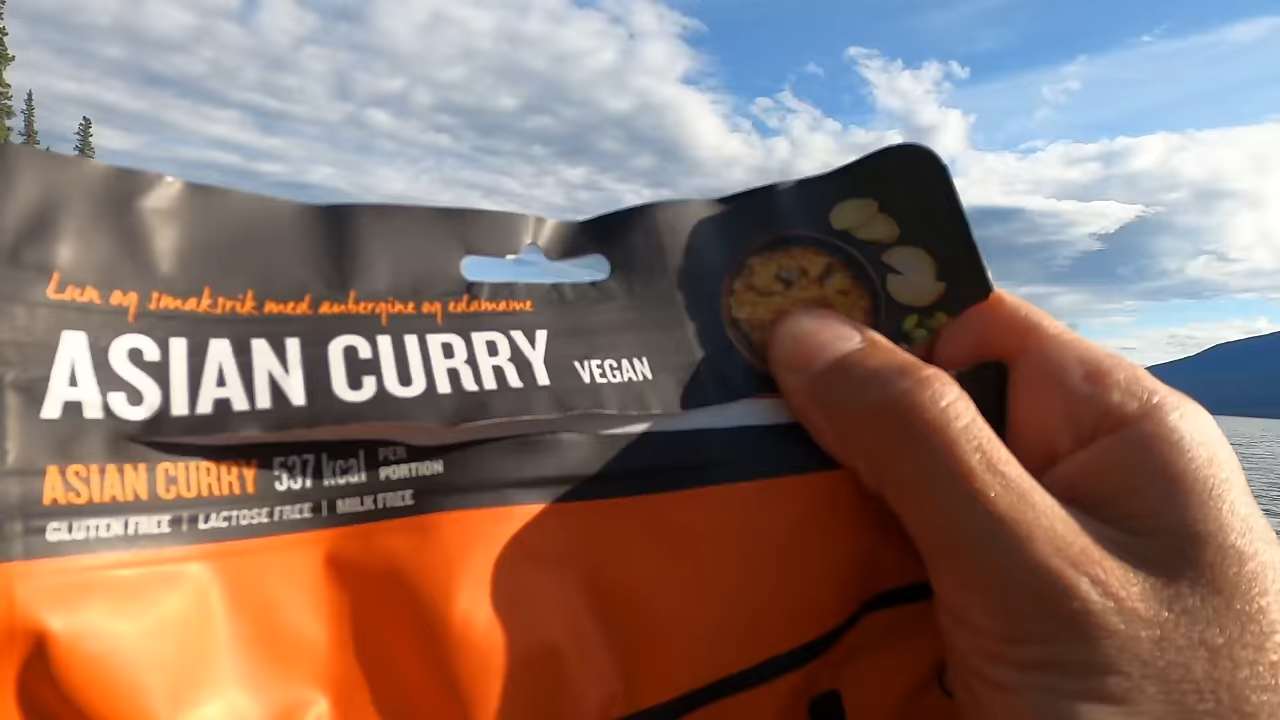 Lun og smaksrik med aubergine og edamame
ASIAN CURRY VEGAN
ASIAN CURRY 537 kcal PER PORTION
GLUTEN FREE | LACTOSE FREE | MILK FREE